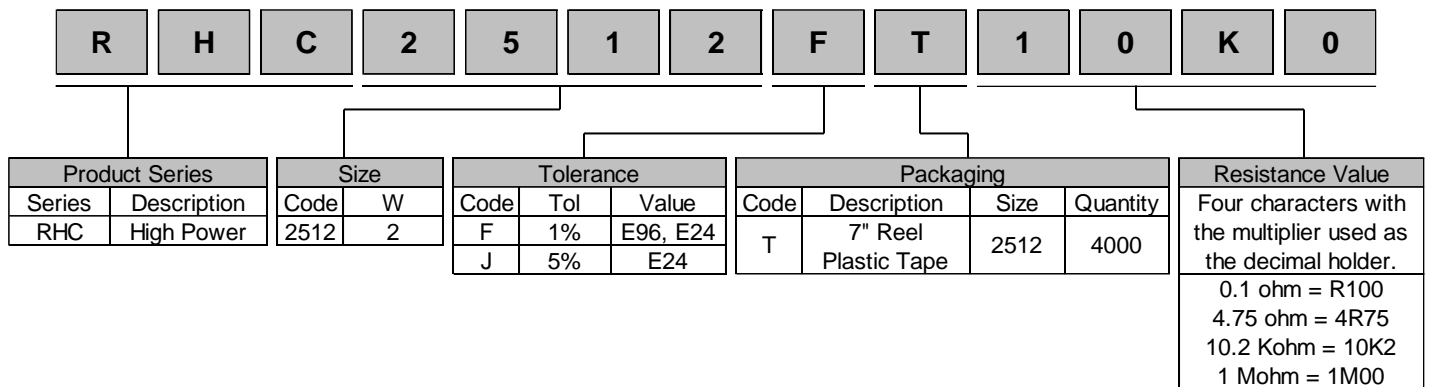 R H C 2 5 1 2 F T 1 0 K 0
Product Series
Series Description
RHC High Power
Size
Code W
2512 2
Tolerance
Code Tol Value
F 1% E96, E24
J 5% E24
Packaging
Code Description Size Quantity
T 7" Reel Plastic Tape 2512 4000
Resistance Value
Four characters with
the multiplier used as
the decimal holder.
0.1 ohm = R100
4.75 ohm = 4R75
10.2 Kohm = 10K2
1 Mohm = 1M00